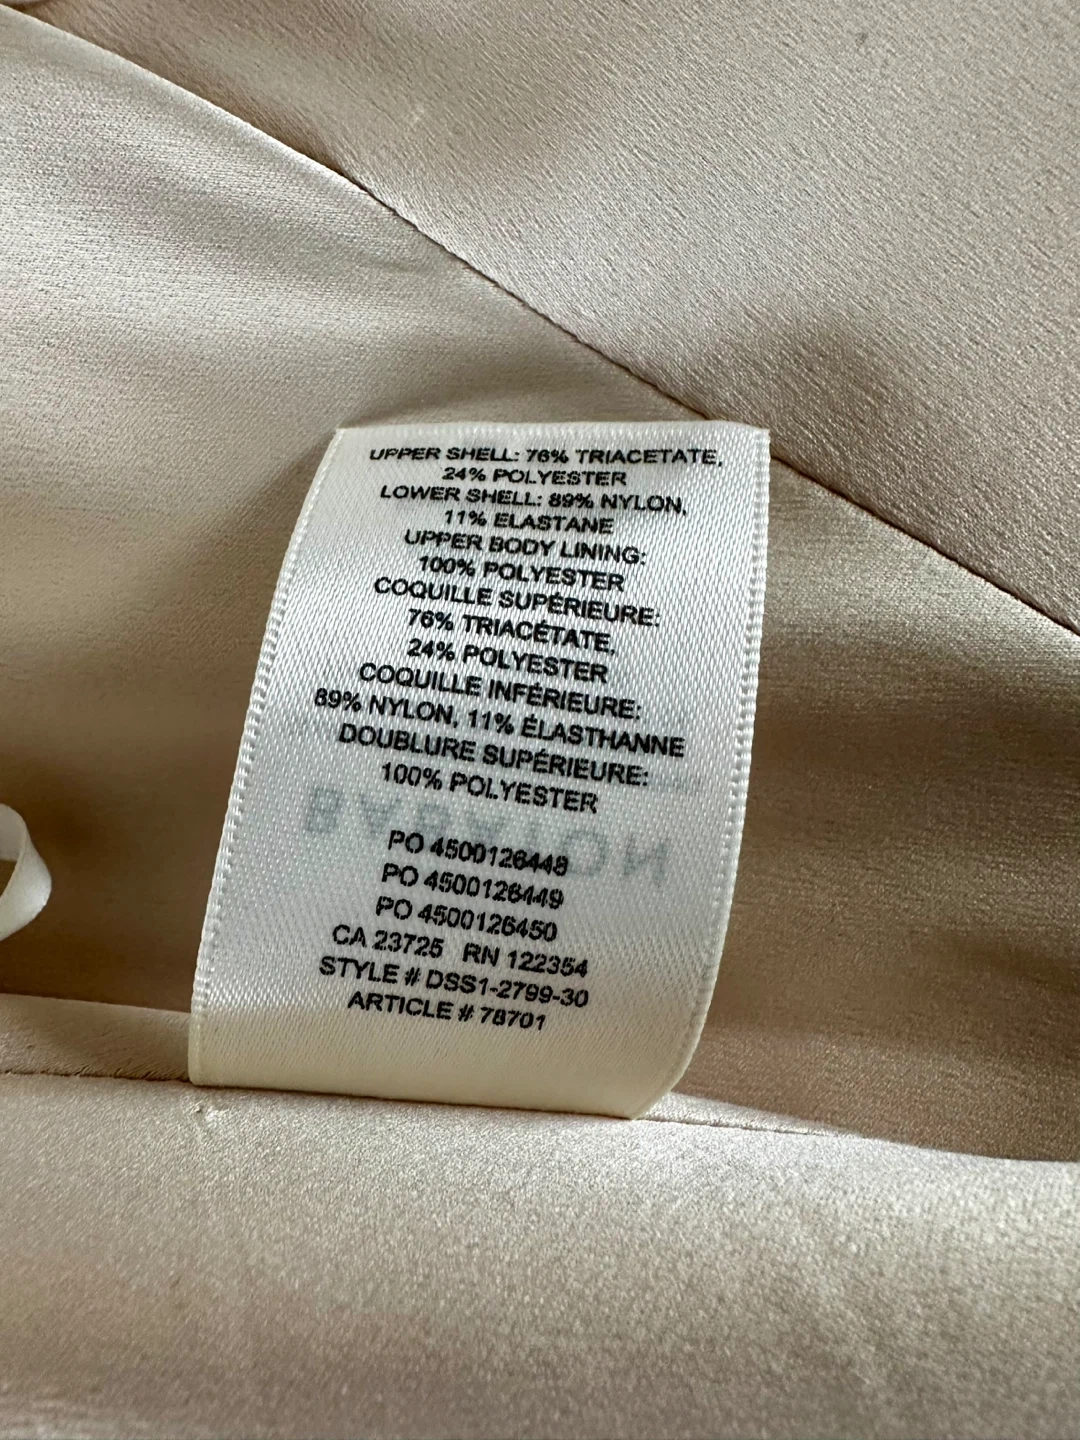 UPPER SHELL: 76% TRIACETATE,
24% POLYESTER
LOWER SHELL: 89% NYLON,
11% ELASTANE
UPPER BODY LINING:
100% POLYESTER
COQUILLE SUPÉRIEURE:
76% TRIACÉTATE,
24% POLYESTER
COQUILLE INFÉRIEURE:
89% NYLON, 11% ÉLASTHANNE
DOUBLURE SUPÉRIEURE:
100% POLYESTER
BABATON
PO 4500126448
PO 4500126449
PO 4500126450
CA 23725 RN 122354
STYLE # DSS1-2799-30
ARTICLE # 78701